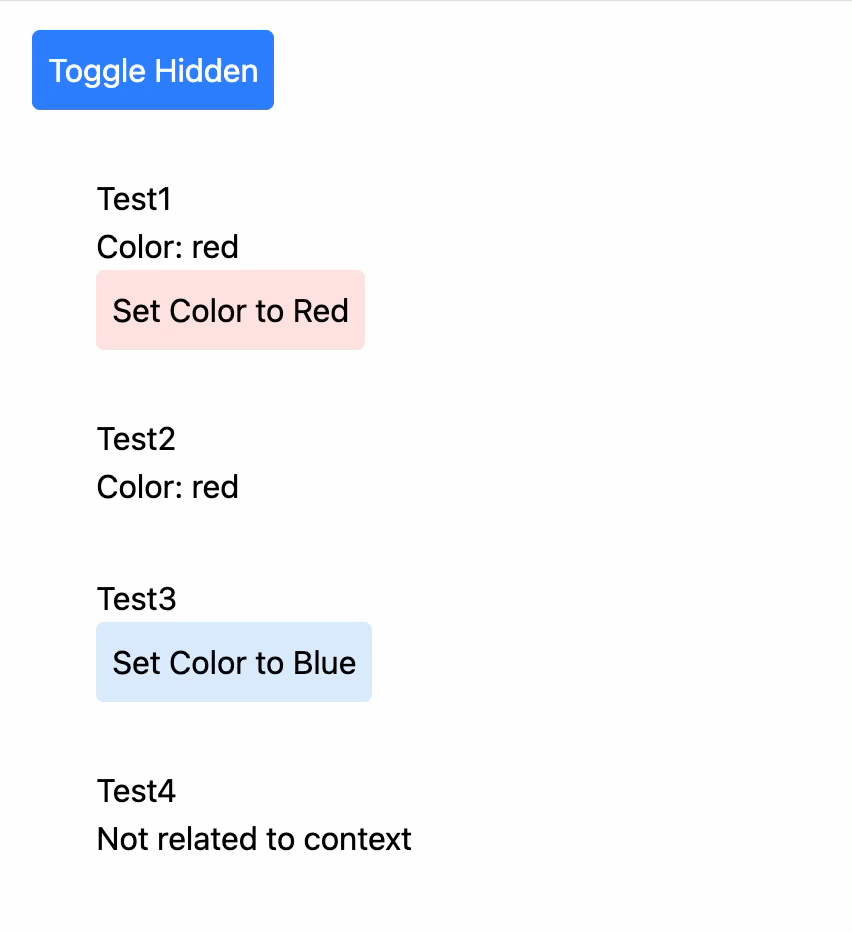 Toggle Hidden
Test1
Color: red
Set Color to Red
Test2
Color: red
Test3
Set Color to Blue
Test4
Not related to context